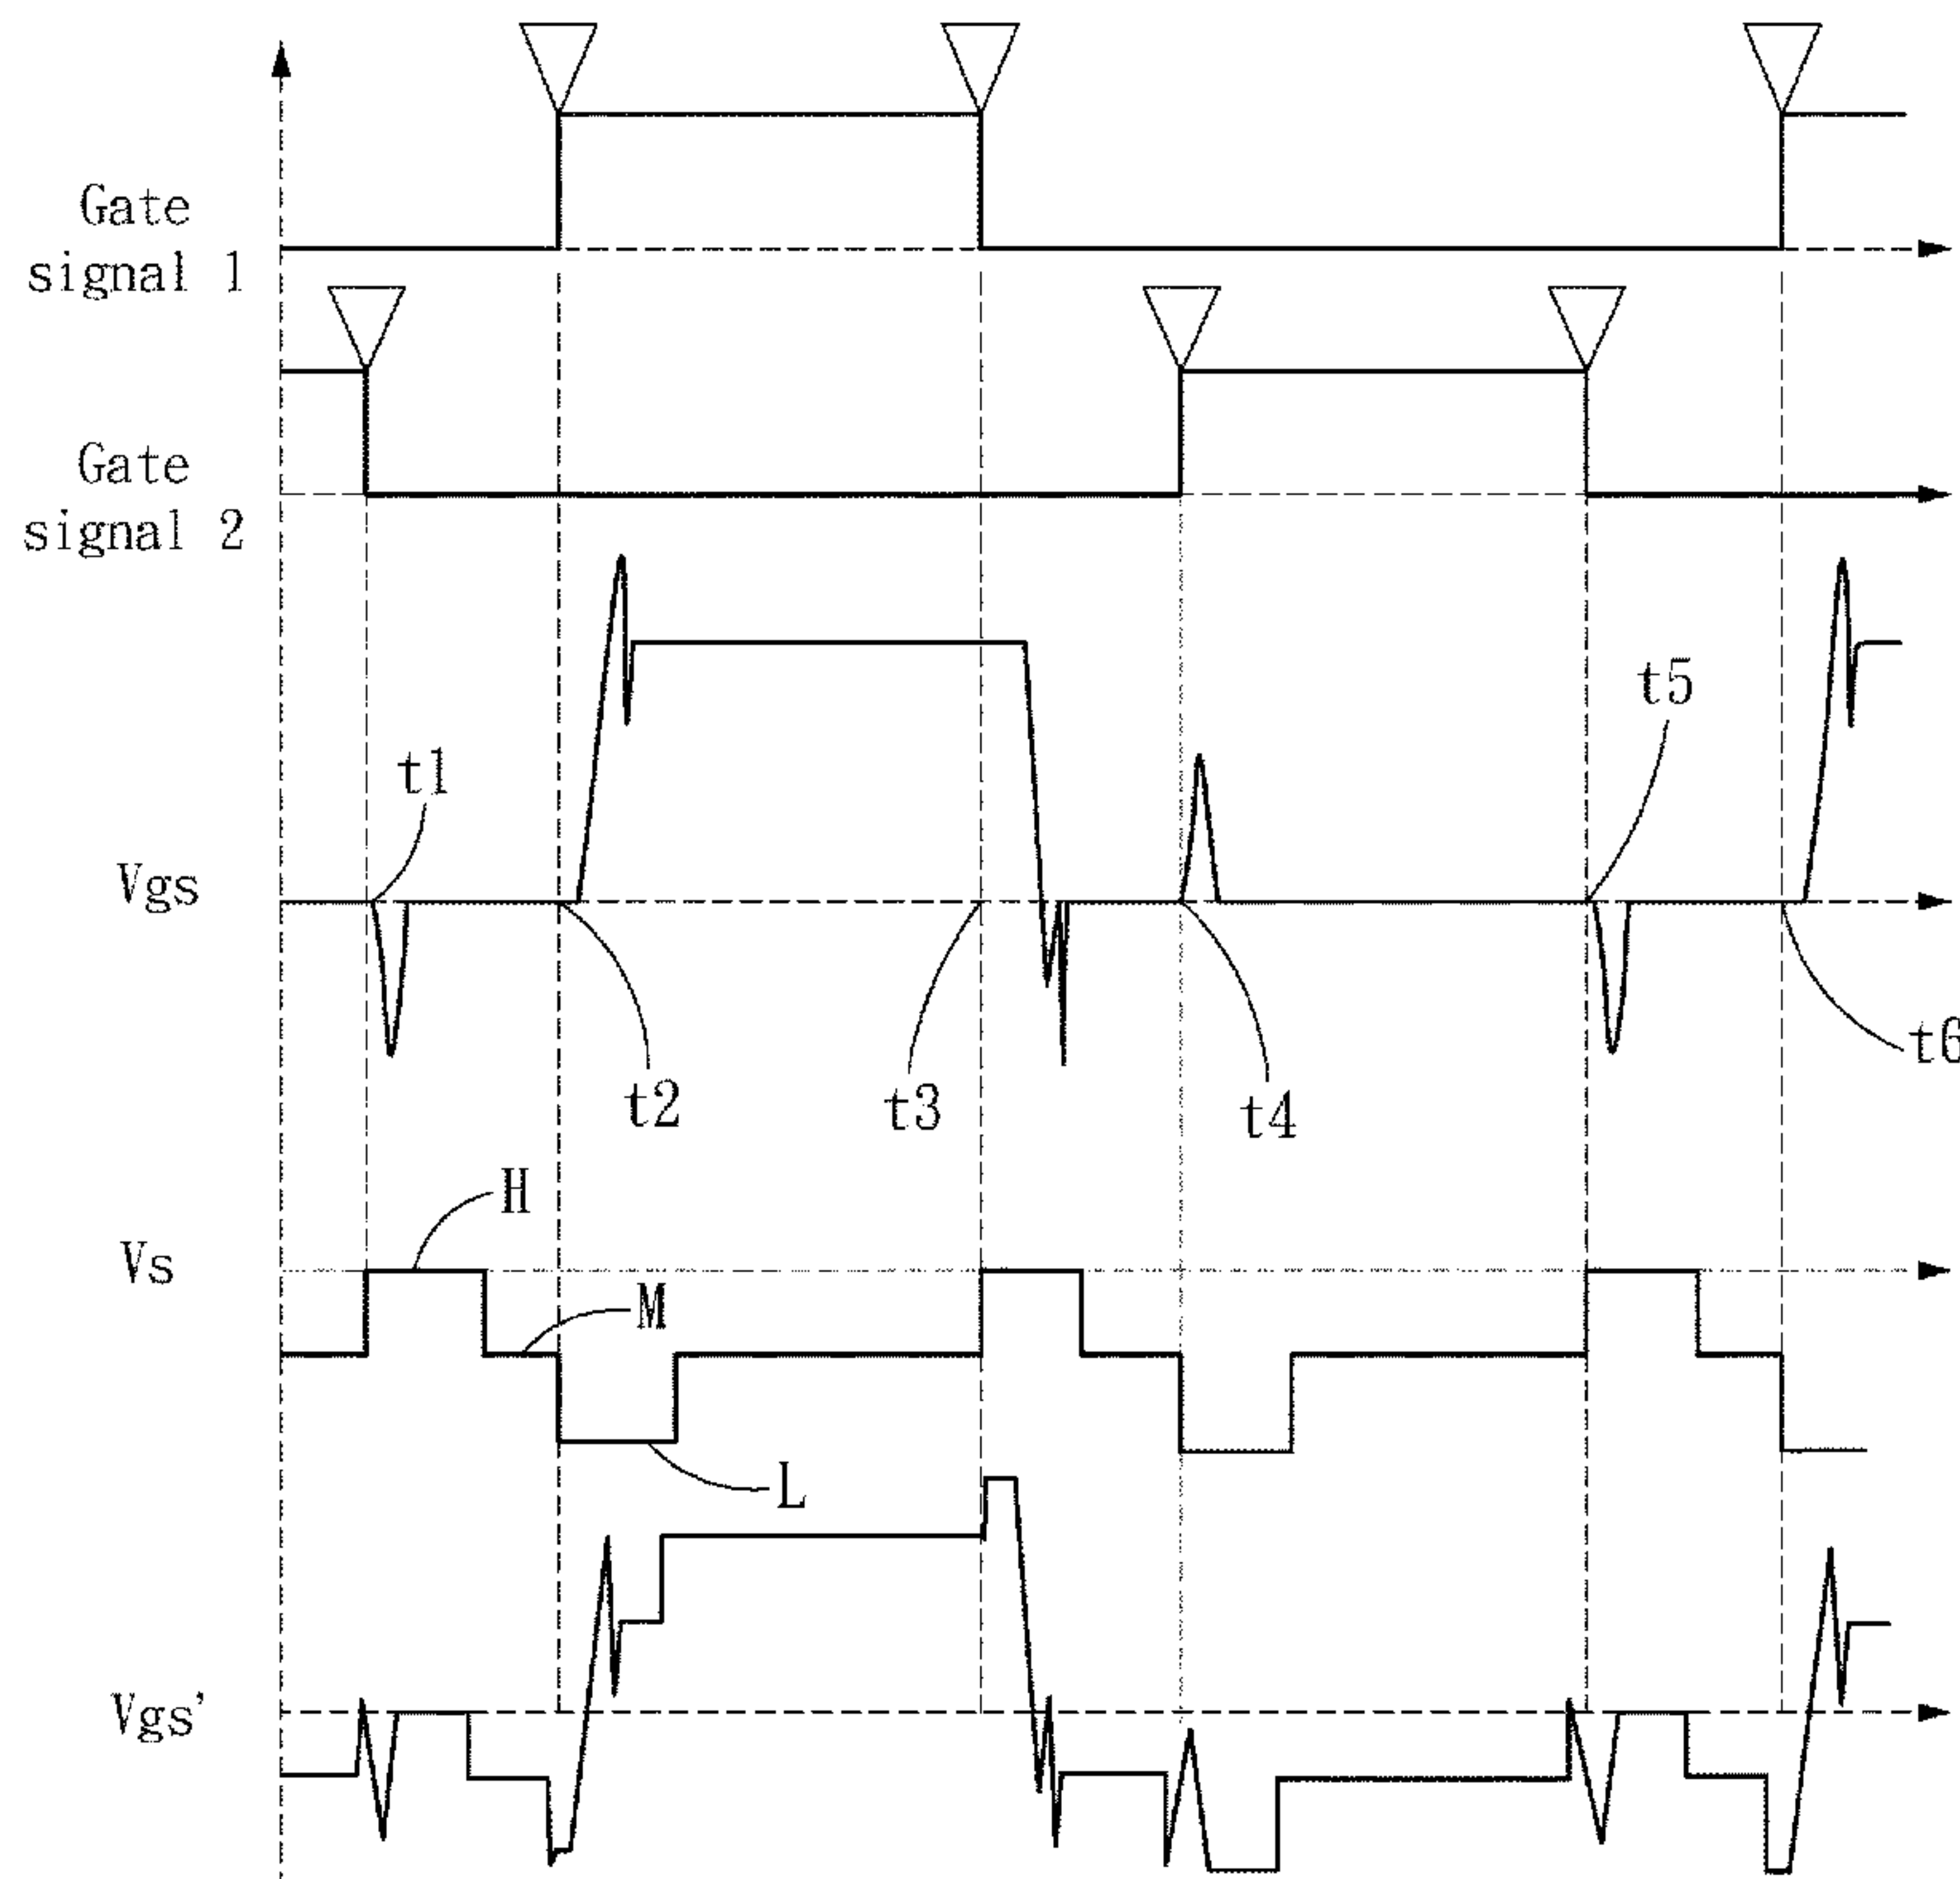 Gate
signal 1
Gate
signal 2
t5
t1
Vgs
t6
t2
t3
t4
H
Vs
M
L
Vgs'